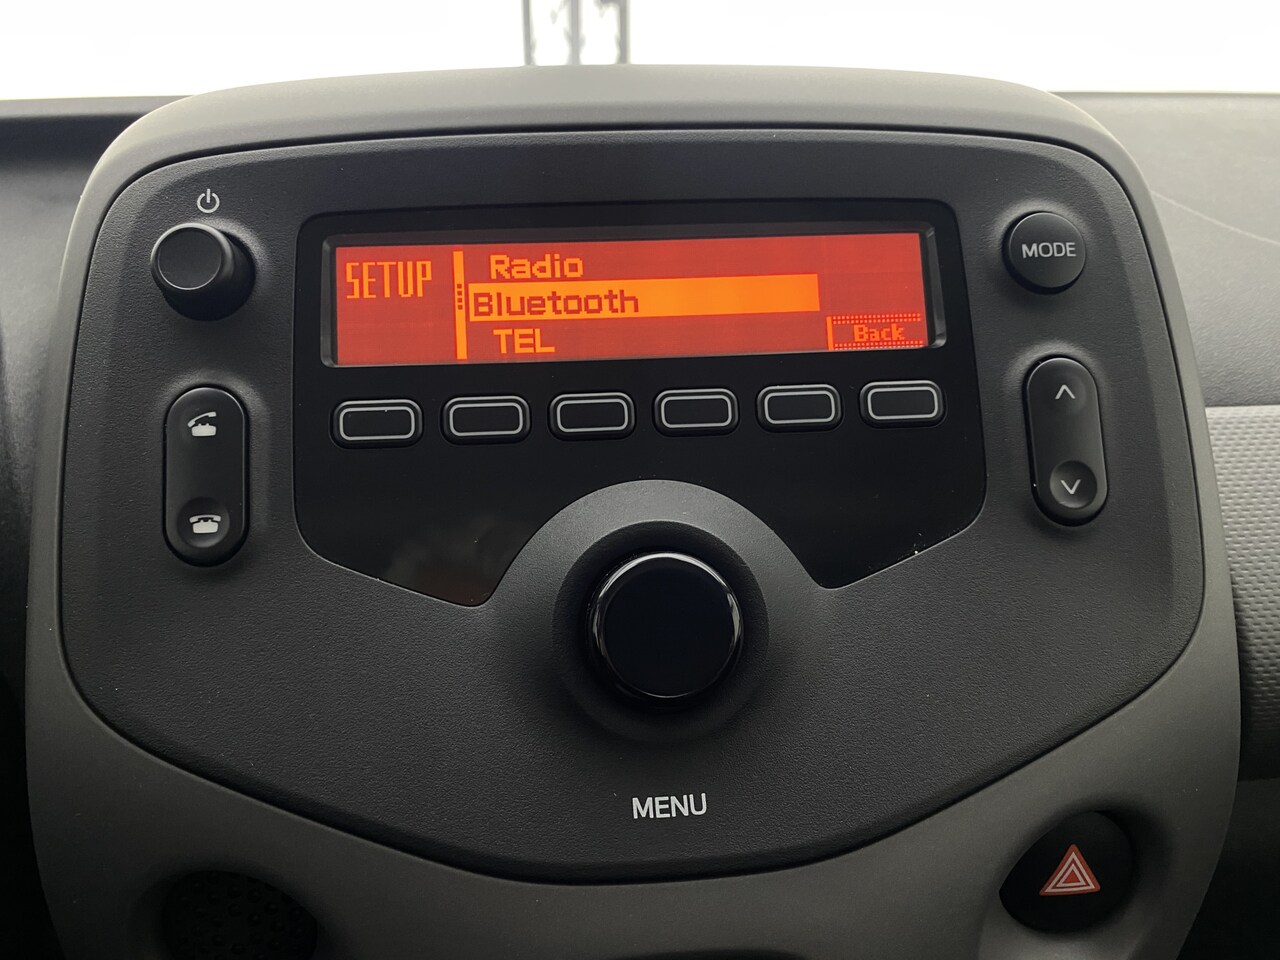 SETUP
Radio
Bluetooth
TEL
Back
MODE
MENU